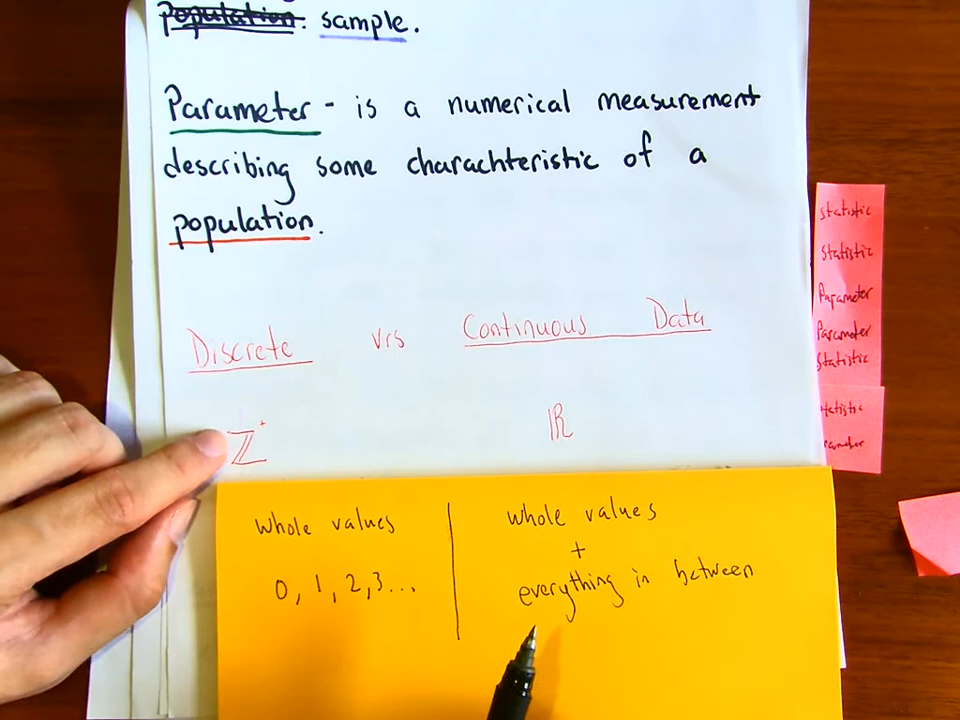 population. sample.
Parameter - is a numerical measurement
describing some charachteristic of a
population.
Discrete vrs Continuous Data
ℤ⁺ ℝ
whole values
0, 1, 2, 3...
whole values
+
everything in between
Statistic
Statistic
Parameter
Parameter
Statistic